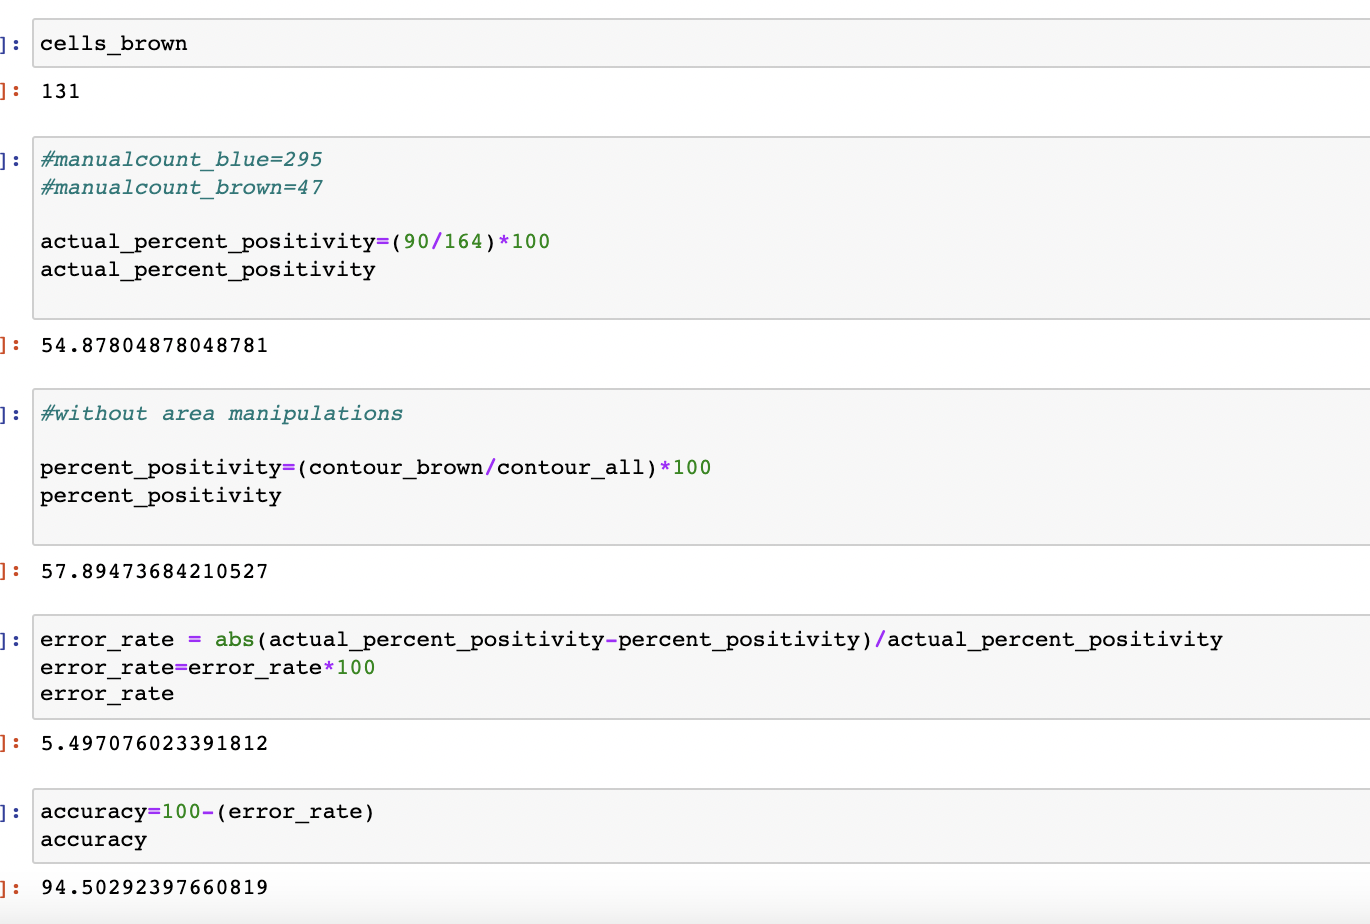 ]: cells_brown
]: 131
]: #manualcount_blue=295
#manualcount_brown=47
actual_percent_positivity=(90/164)*100
actual_percent_positivity
]: 54.87804878048781
]: #without area manipulations
percent_positivity=(contour_brown/contour_all)*100
percent_positivity
]: 57.89473684210527
]: error_rate = abs(actual_percent_positivity-percent_positivity)/actual_percent_positivity
error_rate=error_rate*100
error_rate
]: 5.497076023391812
]: accuracy=100-(error_rate)
accuracy
]: 94.50292397660819